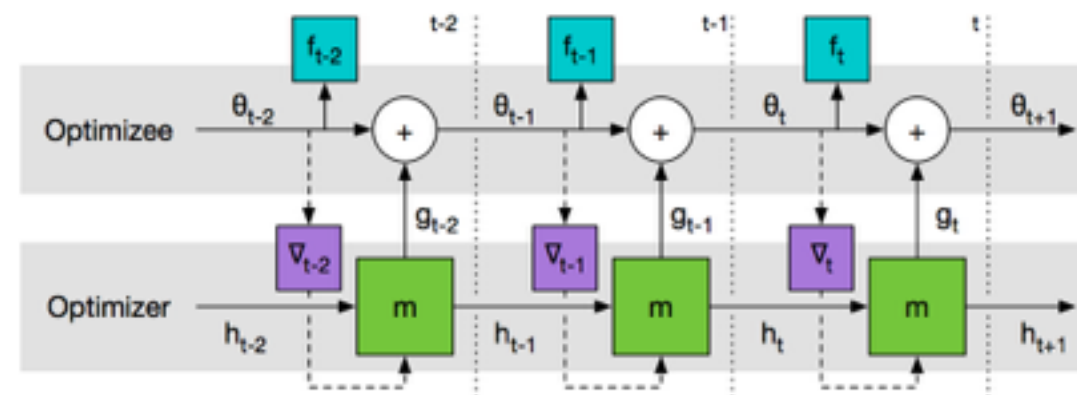 t-2 t-1 t
f_{t-2} f_{t-1} f_t
θ_{t-2} θ_{t-1} θ_t θ_{t+1}
Optimizee + + +
g_{t-2} g_{t-1} g_t
∇_{t-2} ∇_{t-1} ∇_t
Optimizer m m m
h_{t-2} h_{t-1} h_t h_{t+1}